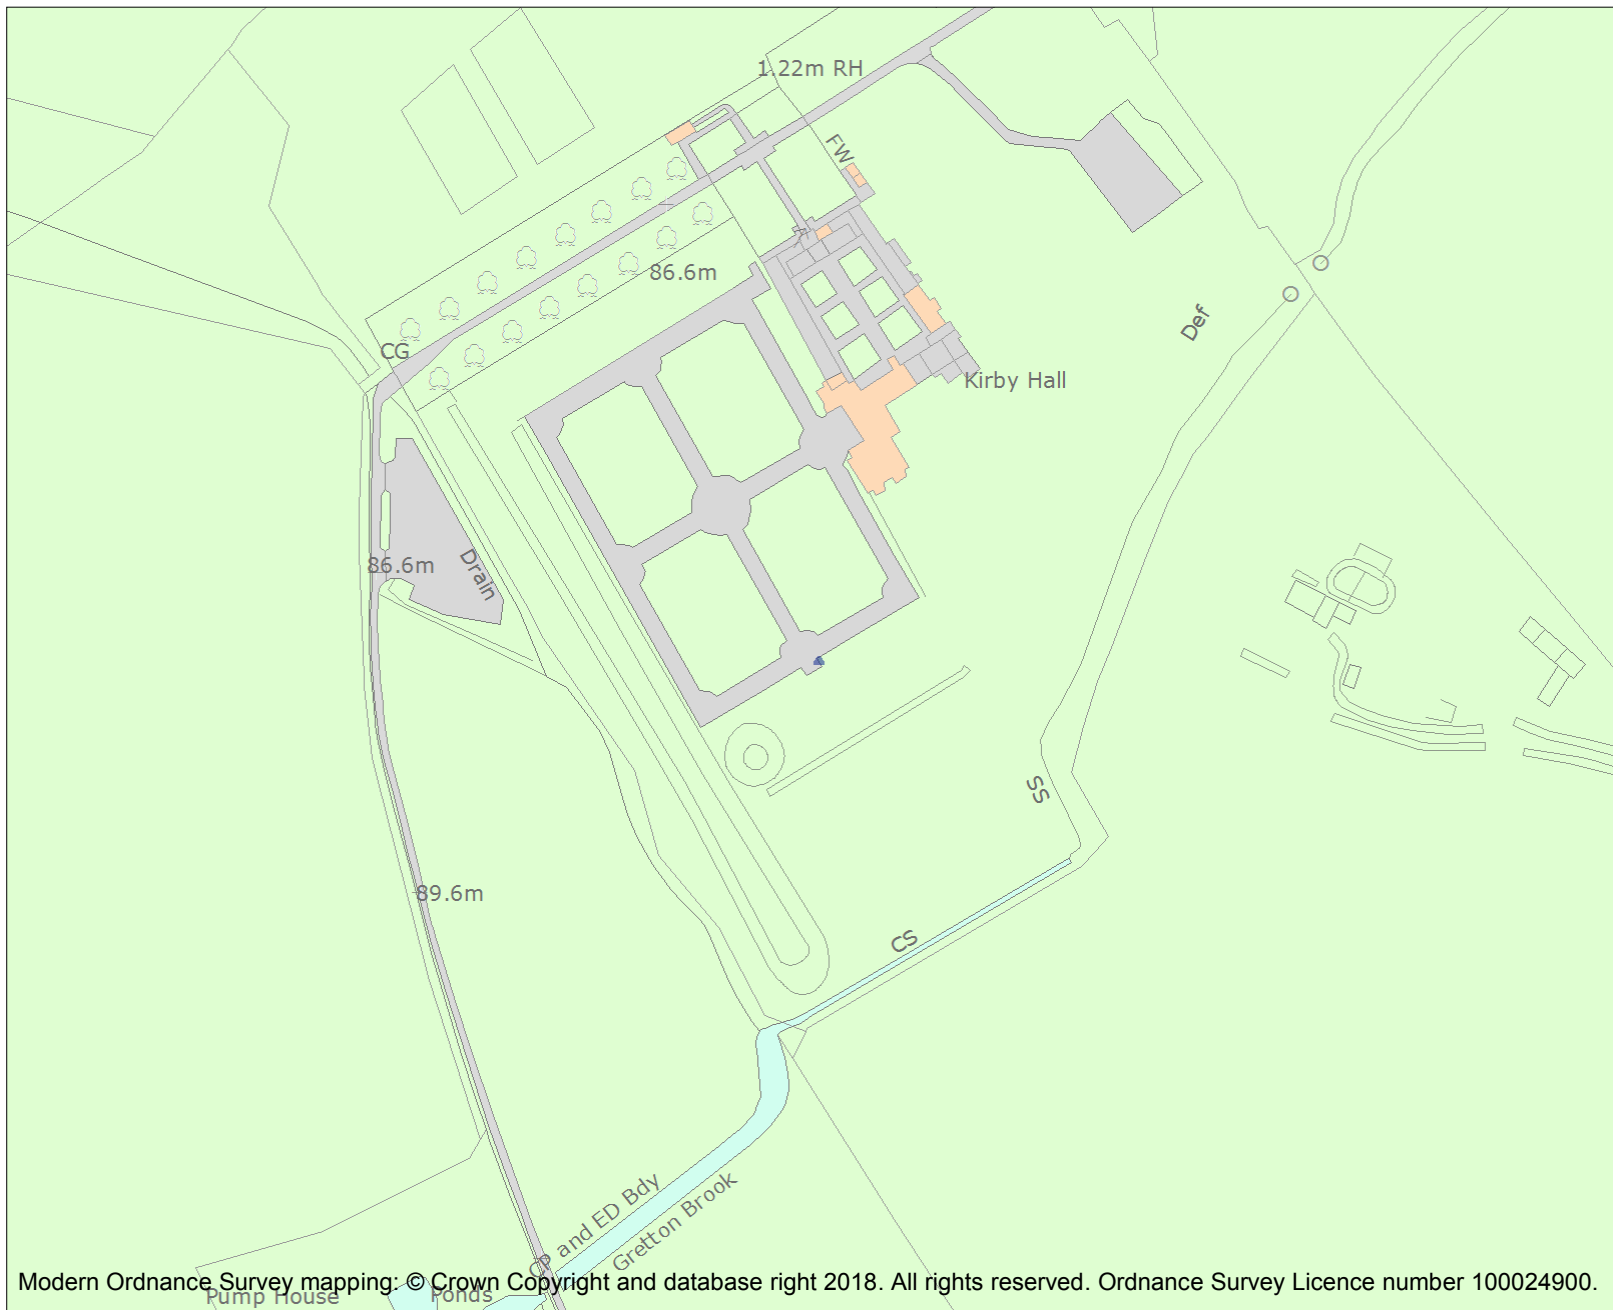 1.22m RH
FW
86.6m
Def
CG
Kirby Hall
86.6m
Drain
SS
89.6m
CS
CP and ED Bdy
Gretton Brook
Modern Ordnance Survey mapping: © Crown Copyright and database right 2018. All rights reserved. Ordnance Survey Licence number 100024900.
Pump House
Ponds